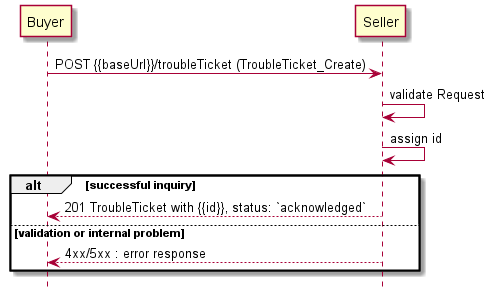 Buyer
Seller
POST {{baseUrl}}/troubleTicket (TroubleTicket_Create)
validate Request
assign id
alt
[successful inquiry]
201 TroubleTicket with {{id}}, status: `acknowledged`
[validation or internal problem]
4xx/5xx : error response